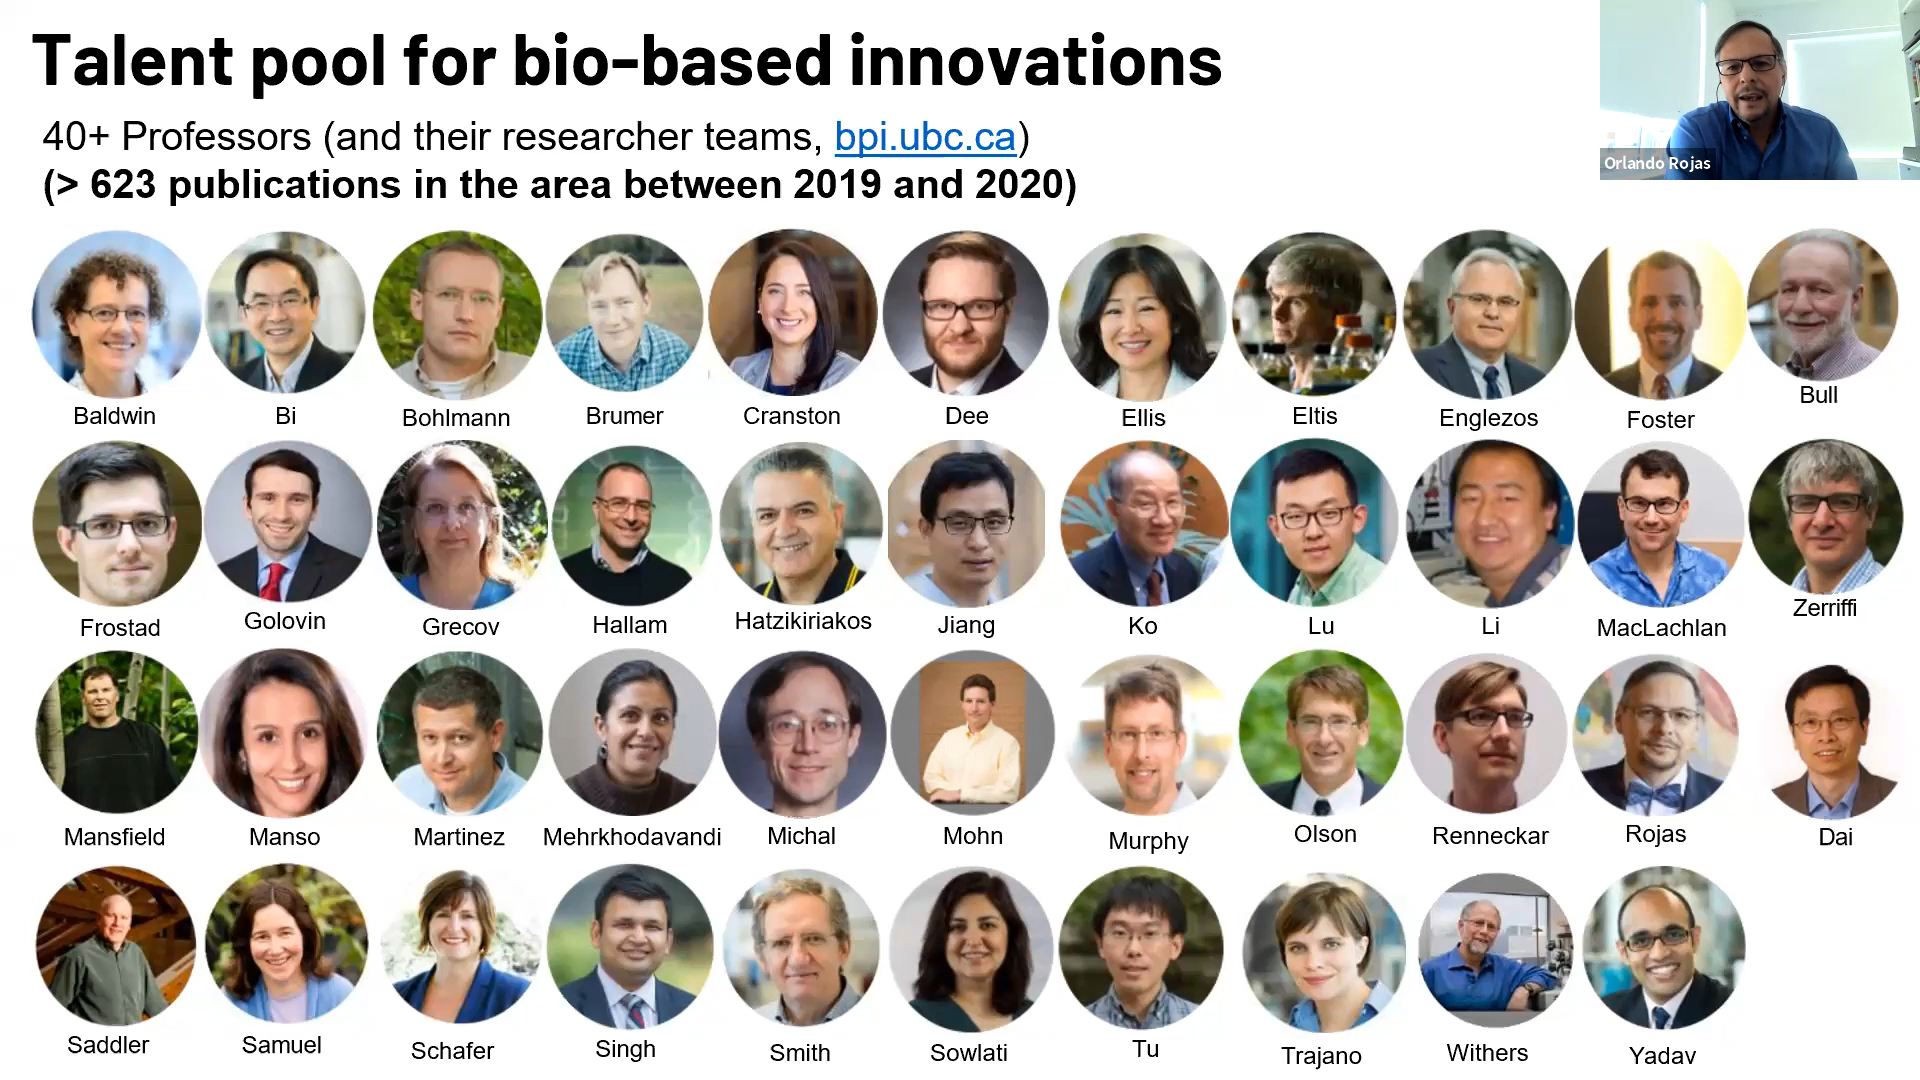 Talent pool for bio-based innovations
40+ Professors (and their researcher teams, bpi.ubc.ca)
(> 623 publications in the area between 2019 and 2020)
Orlando Rojas
Baldwin
Bi
Bohlmann
Brumer
Cranston
Dee
Ellis
Eltis
Englezos
Foster
Bull
Frostad
Golovin
Grecov
Hallam
Hatzikiriakos
Jiang
Ko
Lu
Li
MacLachlan
Zerriffi
Mansfield
Manso
Martinez
Mehrkhodavandi
Michal
Mohn
Murphy
Olson
Renneckar
Rojas
Dai
Saddler
Samuel
Schafer
Singh
Smith
Sowlati
Tu
Trajano
Withers
Yadav